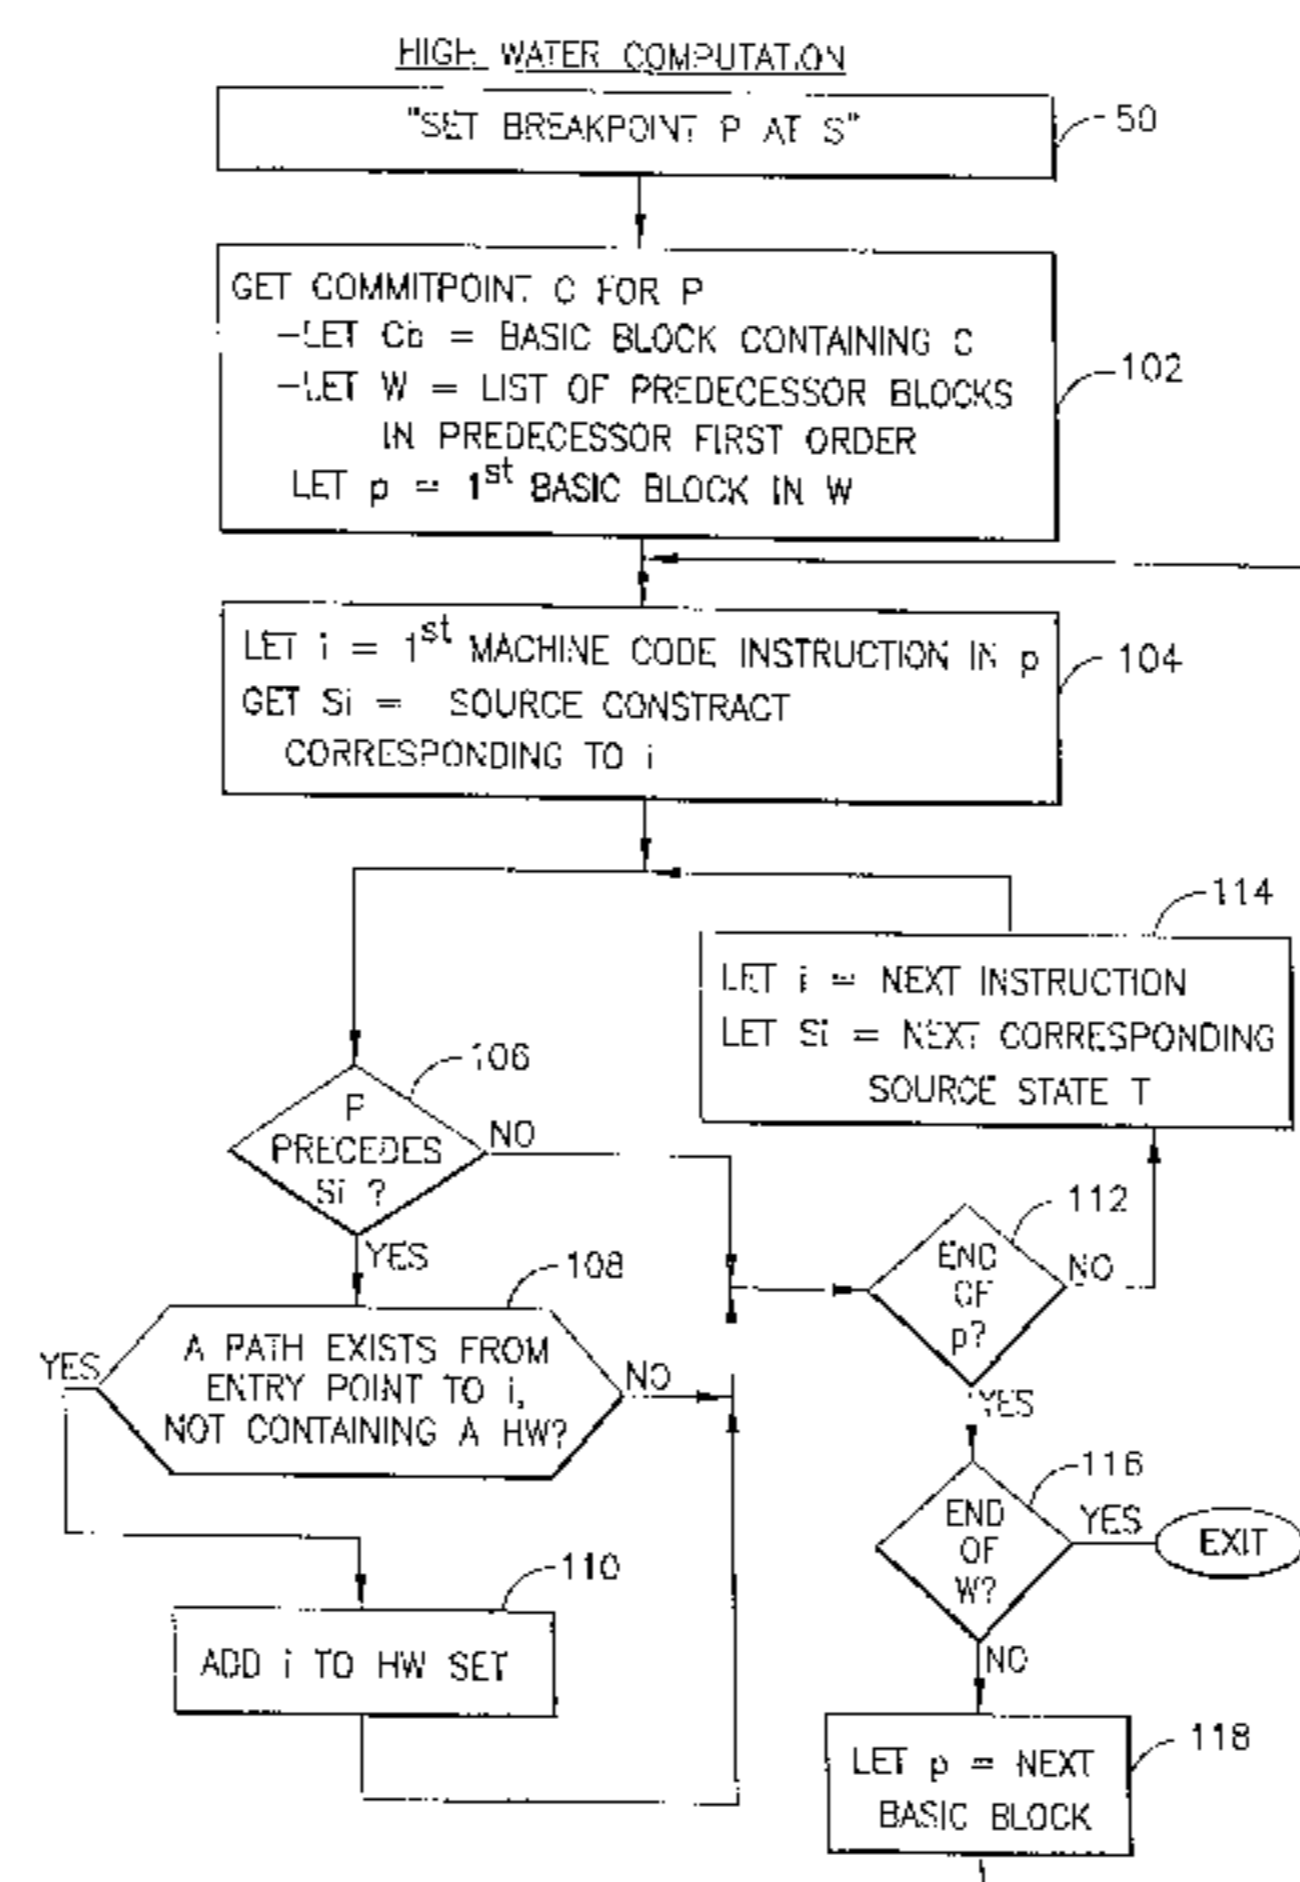 HIGH WATER COMPUTATION
"SET BREAKPOINT P AT S"
50
GET COMMITPOINT C FOR P
-LET Cb = BASIC BLOCK CONTAINING C
-LET W = LIST OF PREDECESSOR BLOCKS
IN PREDECESSOR FIRST ORDER
LET p = 1st BASIC BLOCK IN W
102
LET i = 1st MACHINE CODE INSTRUCTION IN p
GET Si = SOURCE CONSTRACT
CORRESPONDING TO i
104
114
LET i = NEXT INSTRUCTION
LET Si = NEXT CORRESPONDING
SOURCE STATE T
106
P
PRECEDES
Si ?
NO
YES
112
END
OF
p?
NO
YES
108
A PATH EXISTS FROM
ENTRY POINT TO i,
NOT CONTAINING A HW?
YES
NO
116
END
OF
W?
YES
EXIT
NO
110
ADD i TO HW SET
118
LET p = NEXT
BASIC BLOCK